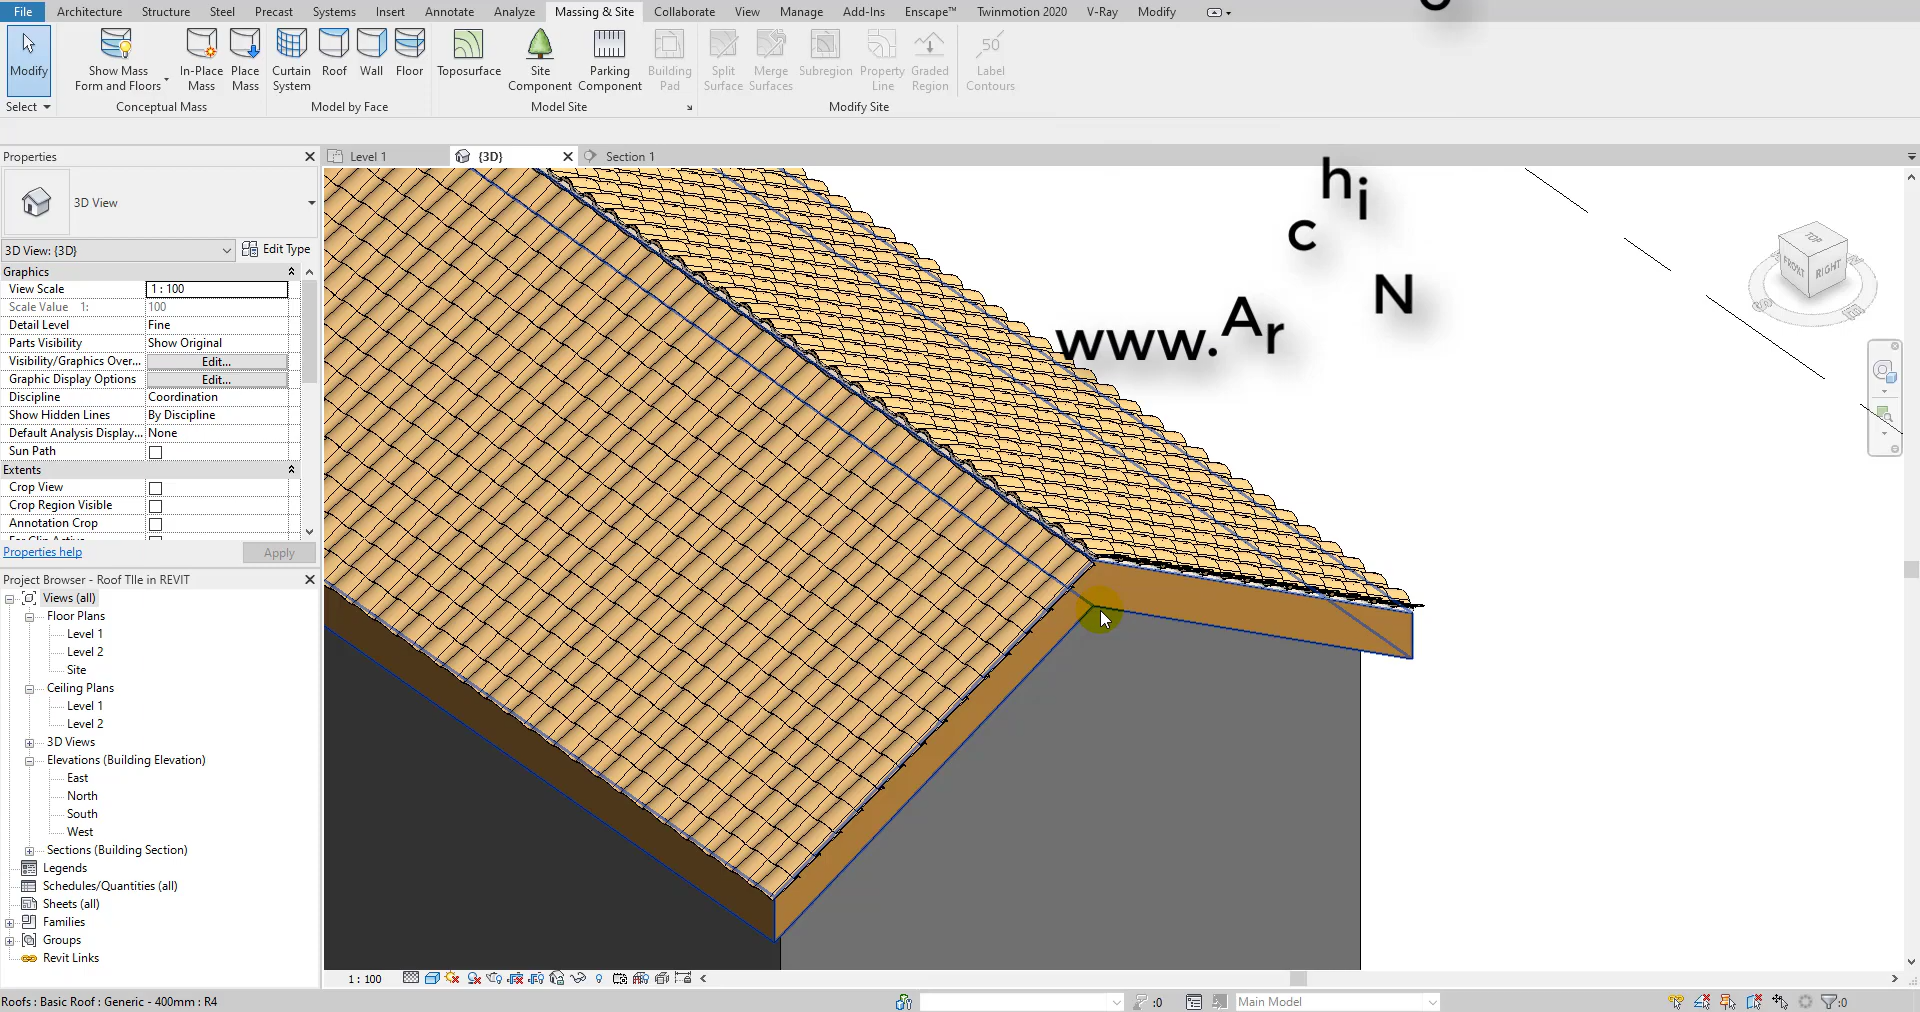 File Architecture Structure Steel Precast Systems Insert Annotate Analyze Massing & Site Collaborate View Manage Add-Ins Enscape™ Twinmotion 2020 V-Ray Modify
Modify
Show Mass
Form and Floors
In-Place
Mass
Place
Mass
Curtain
System
Roof
Wall
Floor
Toposurface
Site
Component
Parking
Component
Building
Pad
Split
Surface
Merge
Surfaces
Subregion
Property
Line
Graded
Region
50
Label
Contours
Select
Conceptual Mass
Model by Face
Model Site
Modify Site
Properties
Level 1
{3D}
Section 1
3D View
3D View: {3D}
Edit Type
Graphics
View Scale 1 : 100
Scale Value 1: 100
Detail Level Fine
Parts Visibility Show Original
Visibility/Graphics Over... Edit...
Graphic Display Options Edit...
Discipline Coordination
Show Hidden Lines By Discipline
Default Analysis Display... None
Sun Path
Extents
Crop View
Crop Region Visible
Annotation Crop
Properties help
Apply
Project Browser - Roof TIle in REVIT
Views (all)
Floor Plans
Level 1
Level 2
Site
Ceiling Plans
Level 1
Level 2
3D Views
Elevations (Building Elevation)
East
North
South
West
Sections (Building Section)
Legends
Schedules/Quantities (all)
Sheets (all)
Families
Groups
Revit Links
hi
c
N
www.Ar
TOP
FRONT
RIGHT
1 : 100
Roofs : Basic Roof : Generic - 400mm : R4
:0
Main Model
:0